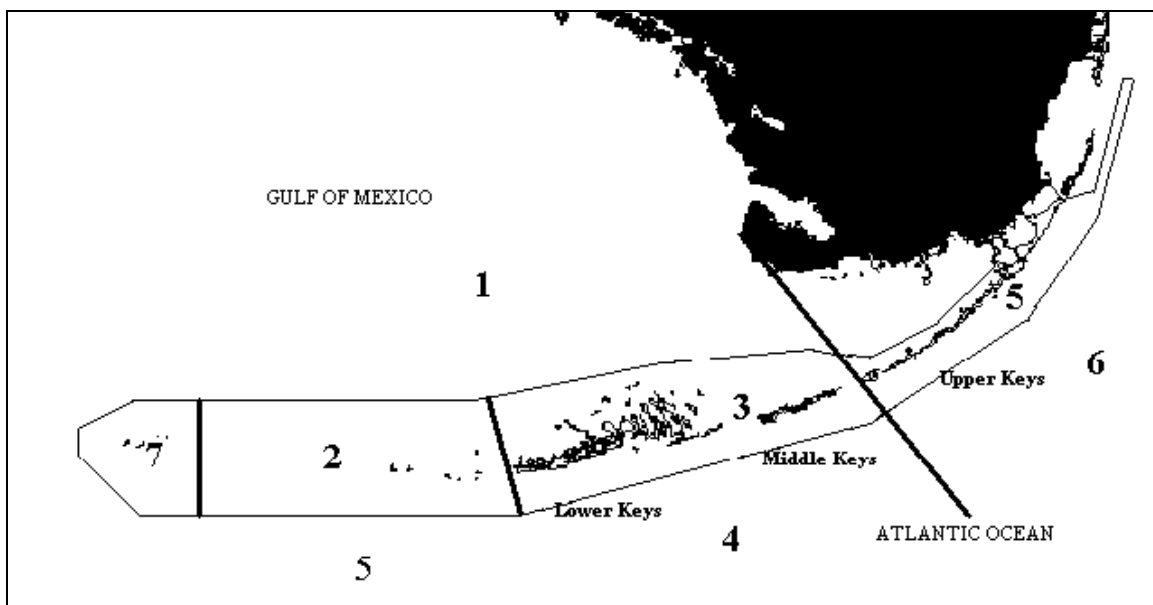 GULF OF MEXICO
1
5
6
3
Upper Keys
2
7
Middle Keys
Lower Keys
4
ATLANTIC OCEAN
5